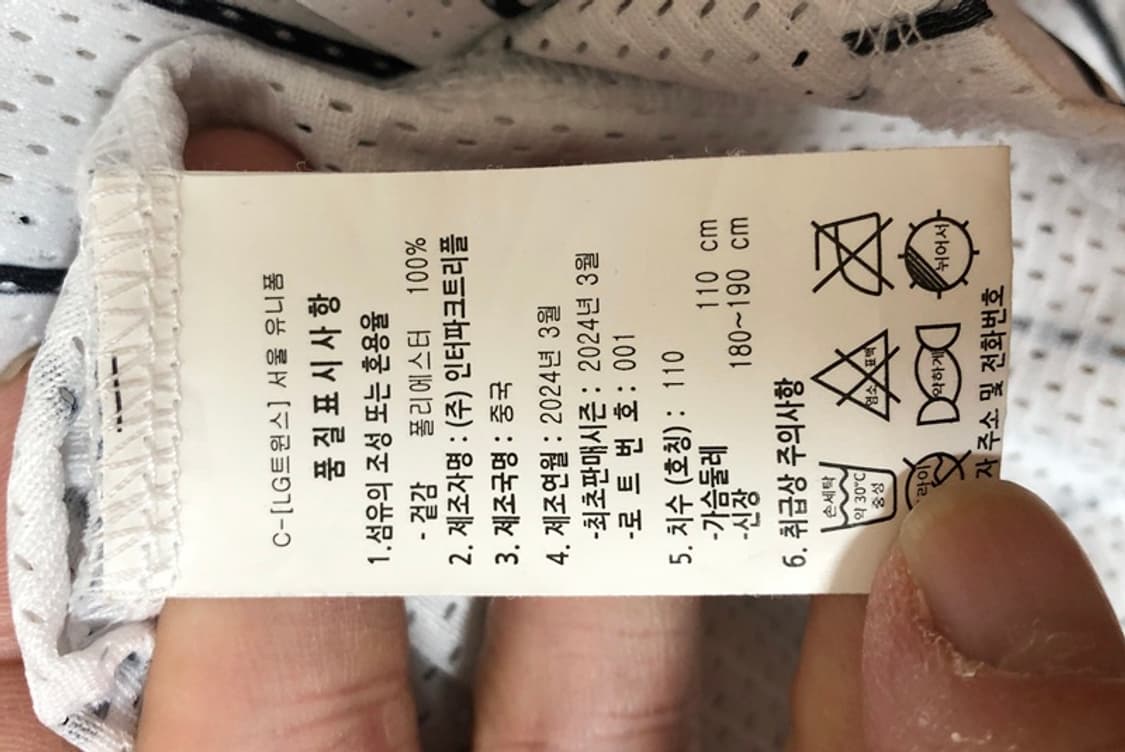 C-[LG트윈스] 서울 유니폼
품 질 표 시 사 항
1.섬유의 조성 또는 혼용율
- 겉감 폴리에스터 100%
2. 제조자명 : (주) 인터파크트리플
3. 제조국명 : 중국
4. 제조연월 : 2024년 3월
-최초판매시즌 : 2024년 3월
-로 트 번 호 : 001
5. 치수 (호칭) : 110
-가슴둘레 110 cm
-신장 180~190 cm
6. 취급상 주의사항
손세탁
약 30℃
중성
염소 표백
라이
약하게
뉘어서
자 주소 및 전화번호